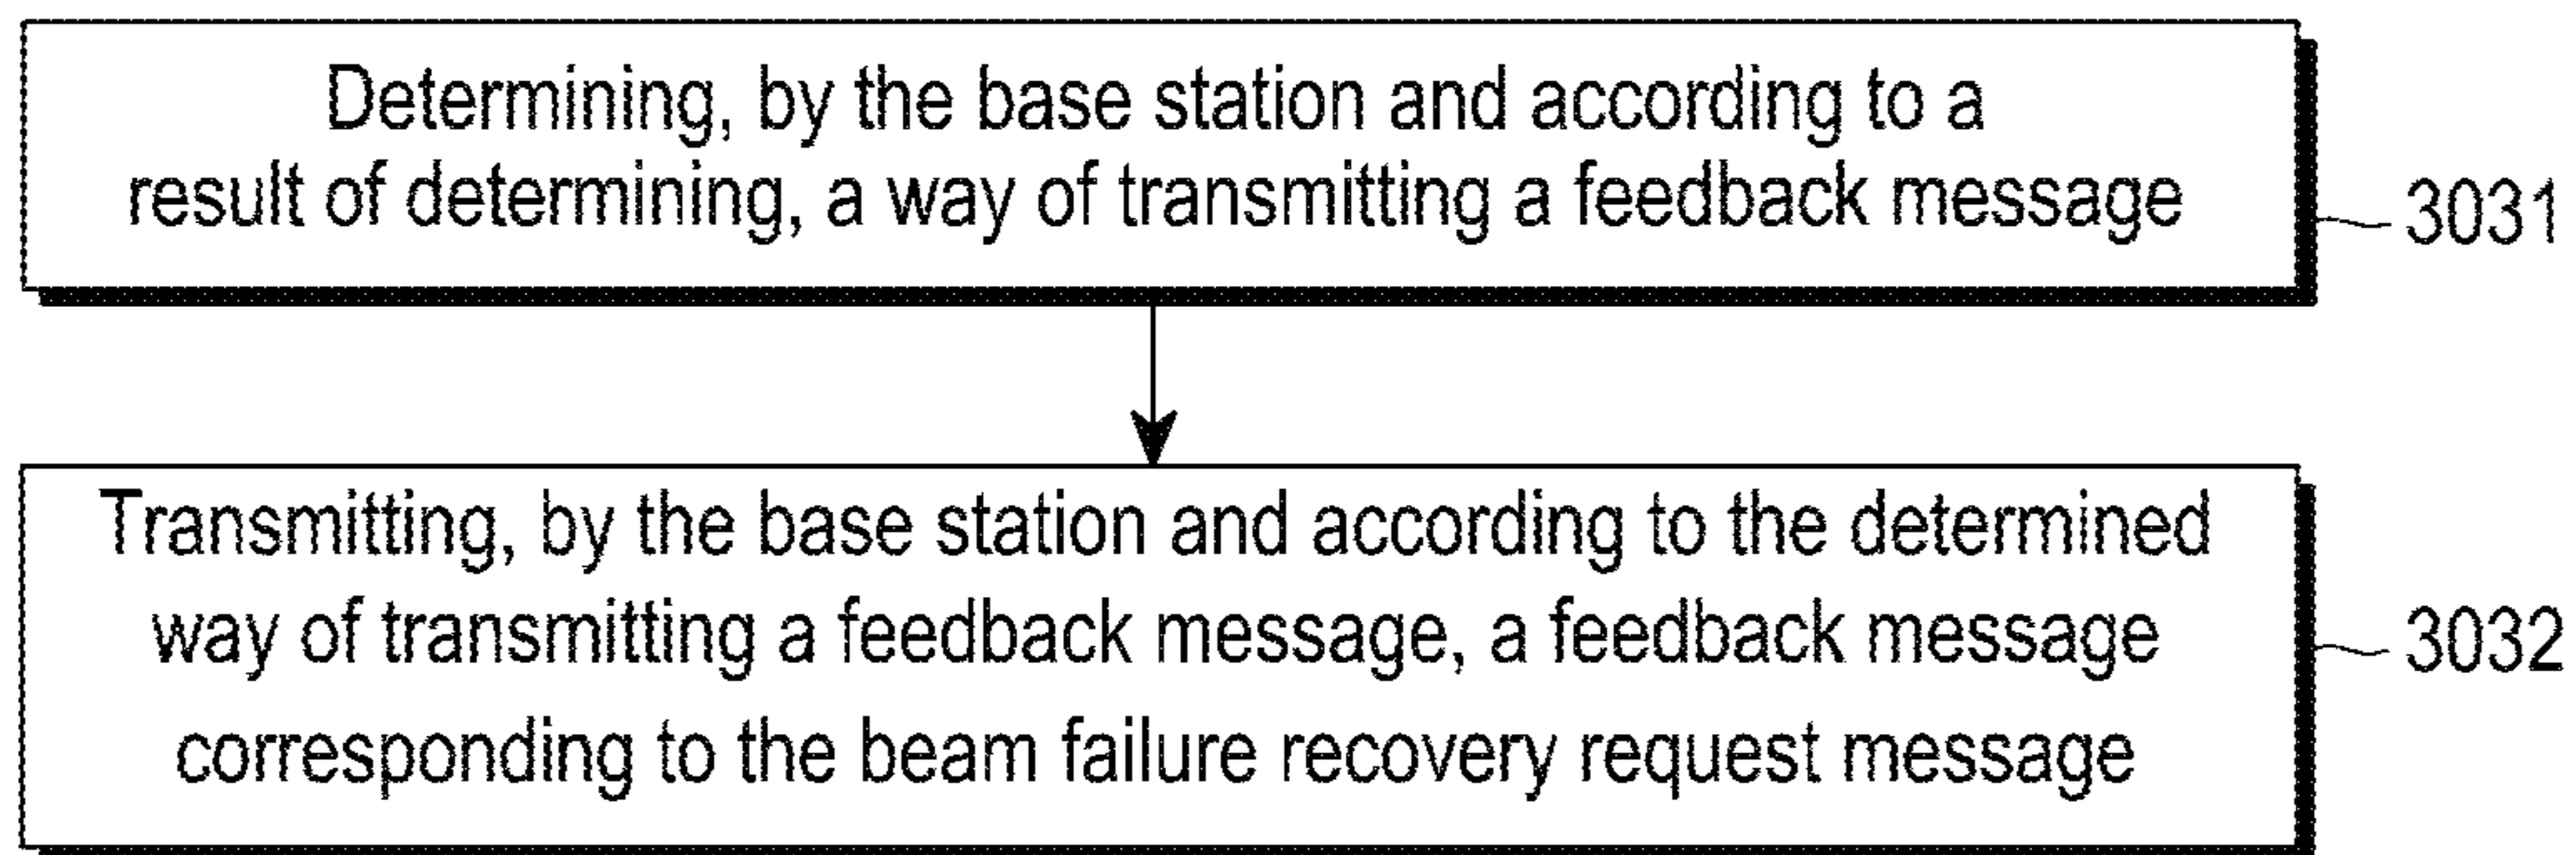 Determining, by the base station and according to a
result of determining, a way of transmitting a feedback message
3031
Transmitting, by the base station and according to the determined
way of transmitting a feedback message, a feedback message
3032
corresponding to the beam failure recovery request message